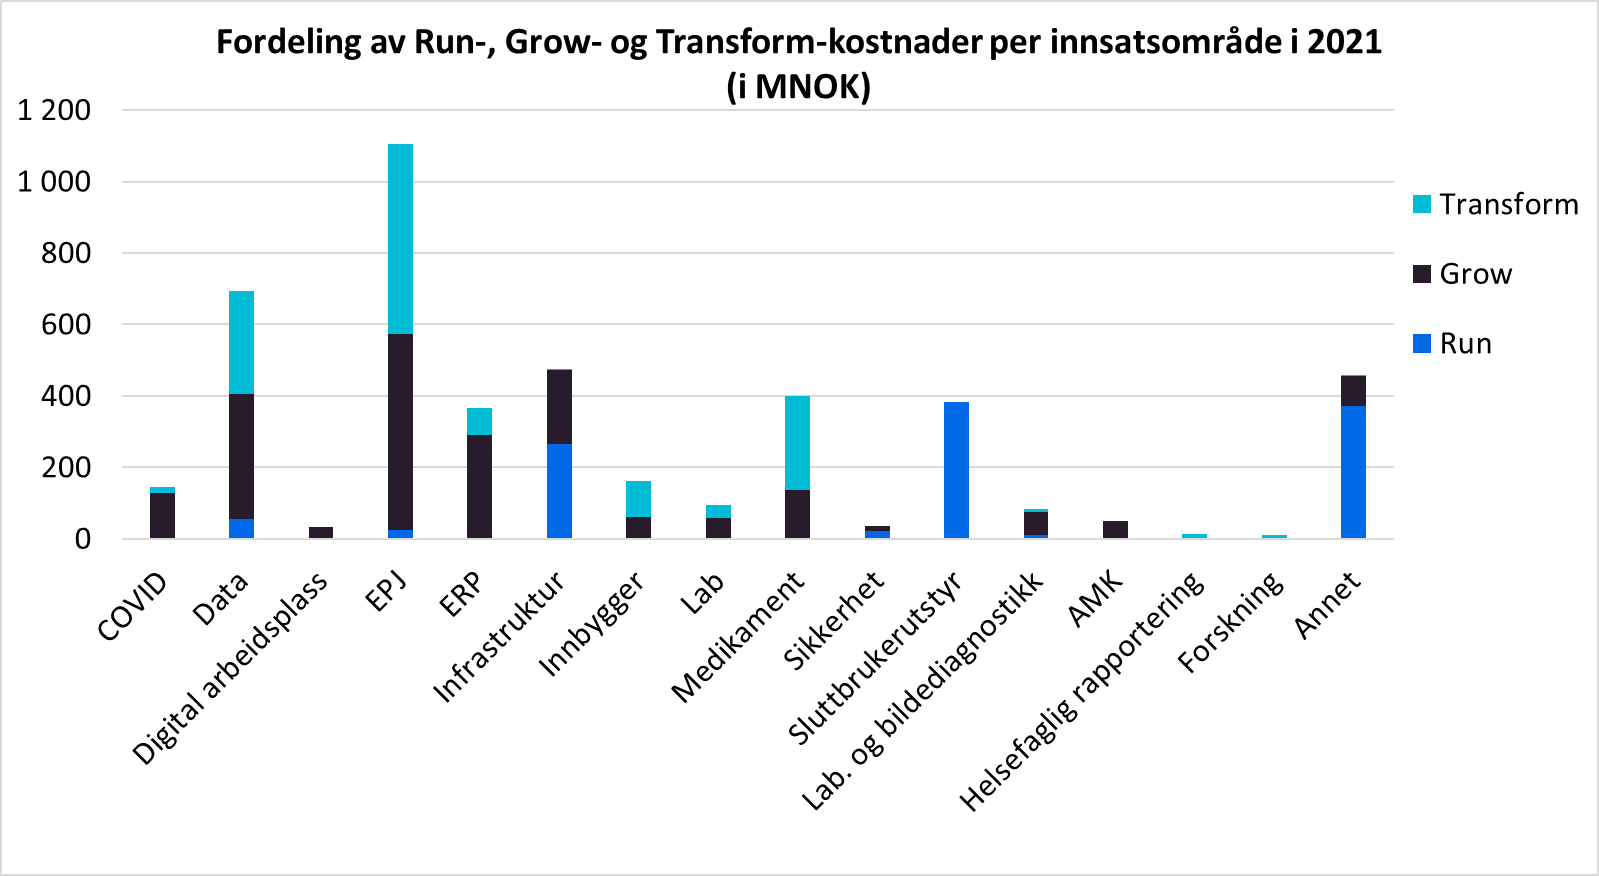 Fordeling av Run-, Grow- og Transform-kostnader per innsatsområde i 2021
(i MNOK)
1 200
1 000
800
600
400
200
0
Transform
Grow
Run
COVID
Data
Digital arbeidsplass
EPJ
ERP
Infrastruktur
Innbygger
Lab
Medikament
Sikkerhet
Sluttbrukerutstyr
Lab. og bildediagnostikk
AMK
Helsefaglig rapportering
Forskning
Annet